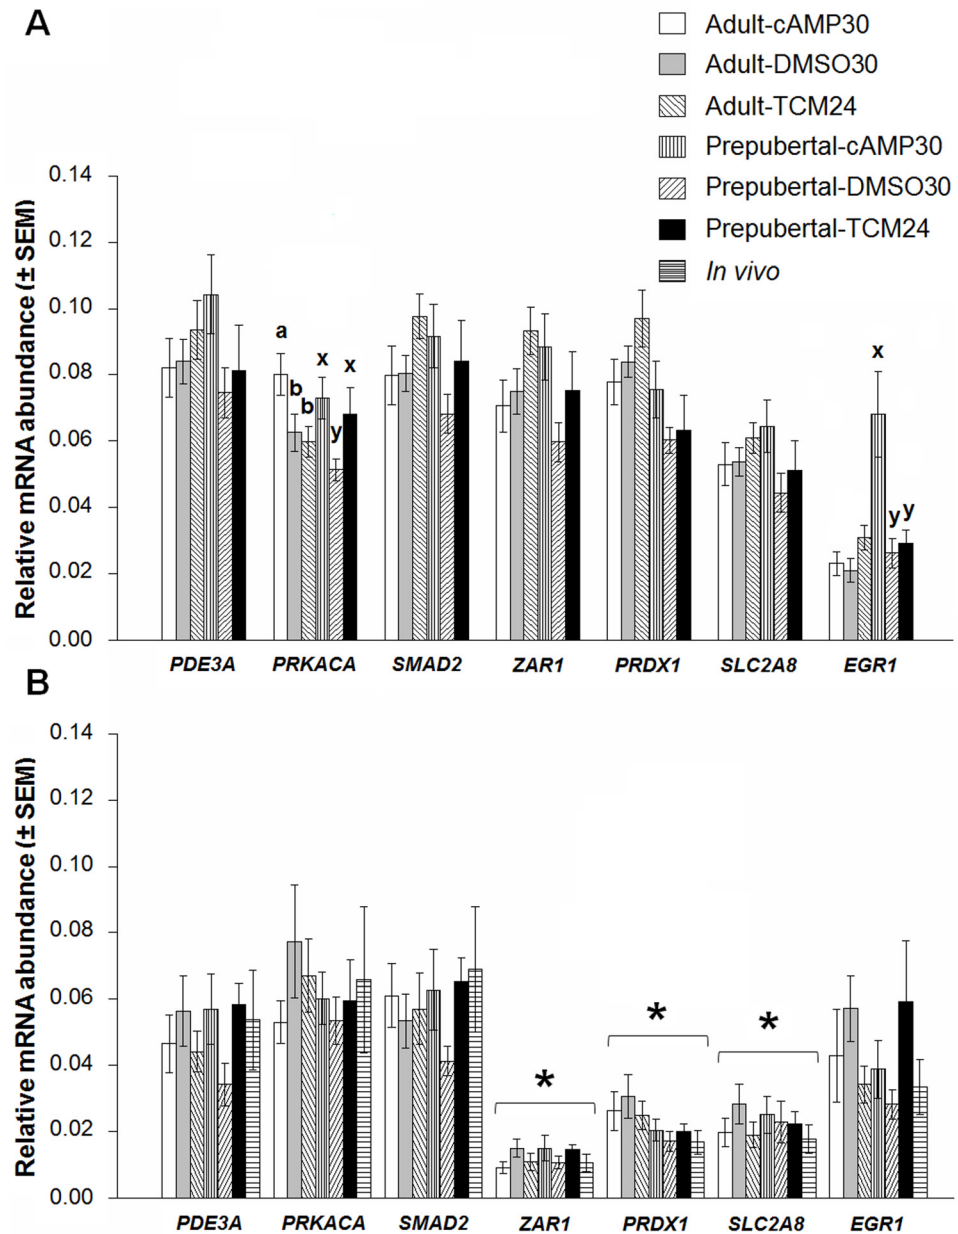 A
Adult-cAMP30
Adult-DMSO30
Adult-TCM24
Prepubertal-cAMP30
Prepubertal-DMSO30
Prepubertal-TCM24
In vivo
Relative mRNA abundance (± SEM)
0.14
0.12
0.10
0.08
0.06
0.04
0.02
0.00
a
b
b
x
y
x
x
y
y
PDE3A PRKACA SMAD2 ZAR1 PRDX1 SLC2A8 EGR1
B
Relative mRNA abundance (± SEM)
0.14
0.12
0.10
0.08
0.06
0.04
0.02
0.00
*
*
*
PDE3A PRKACA SMAD2 ZAR1 PRDX1 SLC2A8 EGR1